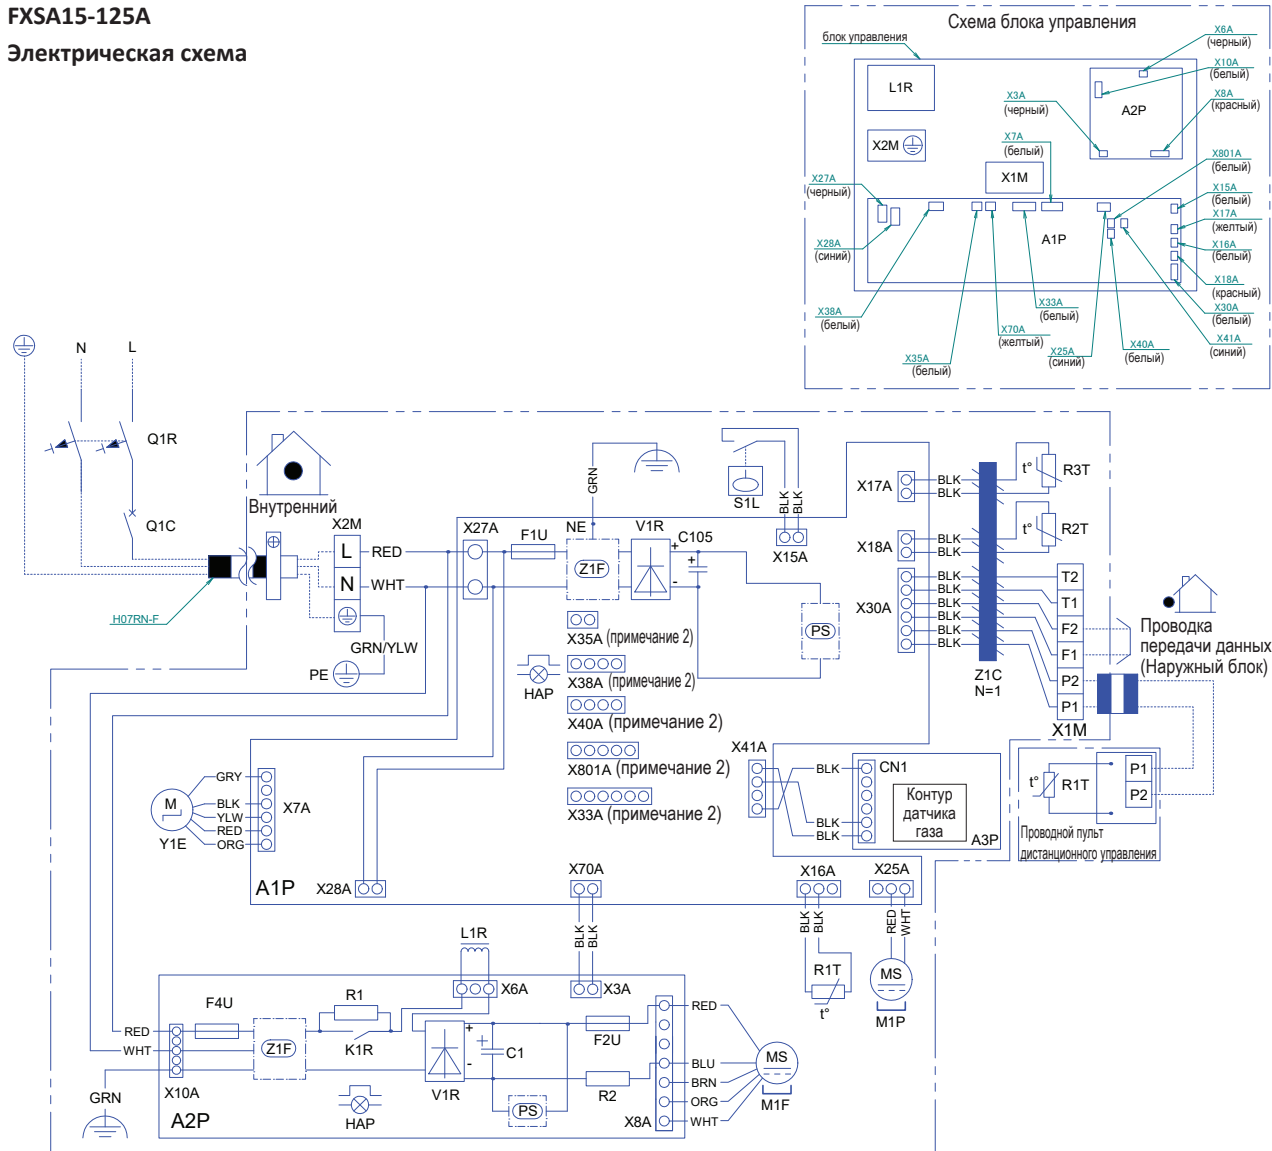 FXSA15-125A
Электрическая схема
Схема блока управления
блок управления
X6A
(черный)
X10A
(белый)
X8A
(красный)
X3A
(черный)
X7A
(белый)
L1R
A2P
X2M
X1M
X801A
(белый)
X27A
(черный)
X15A
(белый)
X17A
(желтый)
A1P
X28A
(синий)
X16A
(белый)
X18A
(красный)
X38A
(белый)
X33A
(белый)
X30A
(белый)
X70A
(желтый)
X35A
(белый)
X25A
(синий)
X40A
(белый)
X41A
(синий)
N
L
Q1R
Q1C
H07RN-F
Внутренний
X2M
L
N
RED
WHT
GRN/YLW
PE
X27A
F1U
NE
GRN
Z1F
V1R
+
-
C105
+
S1L
BLK
BLK
X15A
PS
X35A (примечание 2)
X38A (примечание 2)
X40A (примечание 2)
X801A (примечание 2)
X33A (примечание 2)
HAP
X17A
BLK
BLK
X18A
BLK
BLK
X30A
BLK
BLK
BLK
BLK
BLK
BLK
Z1C
N=1
t°
R3T
t°
R2T
T2
T1
F2
F1
P2
P1
X1M
Проводка
передачи данных
(Наружный блок)
t°
R1T
P1
P2
Проводной пульт
дистанционного управления
X41A
BLK
BLK
BLK
CN1
Контур
датчика
газа
A3P
M
Y1E
GRY
BLK
YLW
RED
ORG
X7A
A1P
X28A
X70A
BLK
BLK
X16A
BLK
BLK
R1T
t°
X25A
RED
WHT
MS
M1P
L1R
X6A
X3A
F4U
R1
K1R
RED
WHT
X10A
GRN
Z1F
HAP
A2P
V1R
+
-
+
C1
PS
F2U
R2
X8A
RED
BLU
BRN
ORG
WHT
MS
M1F